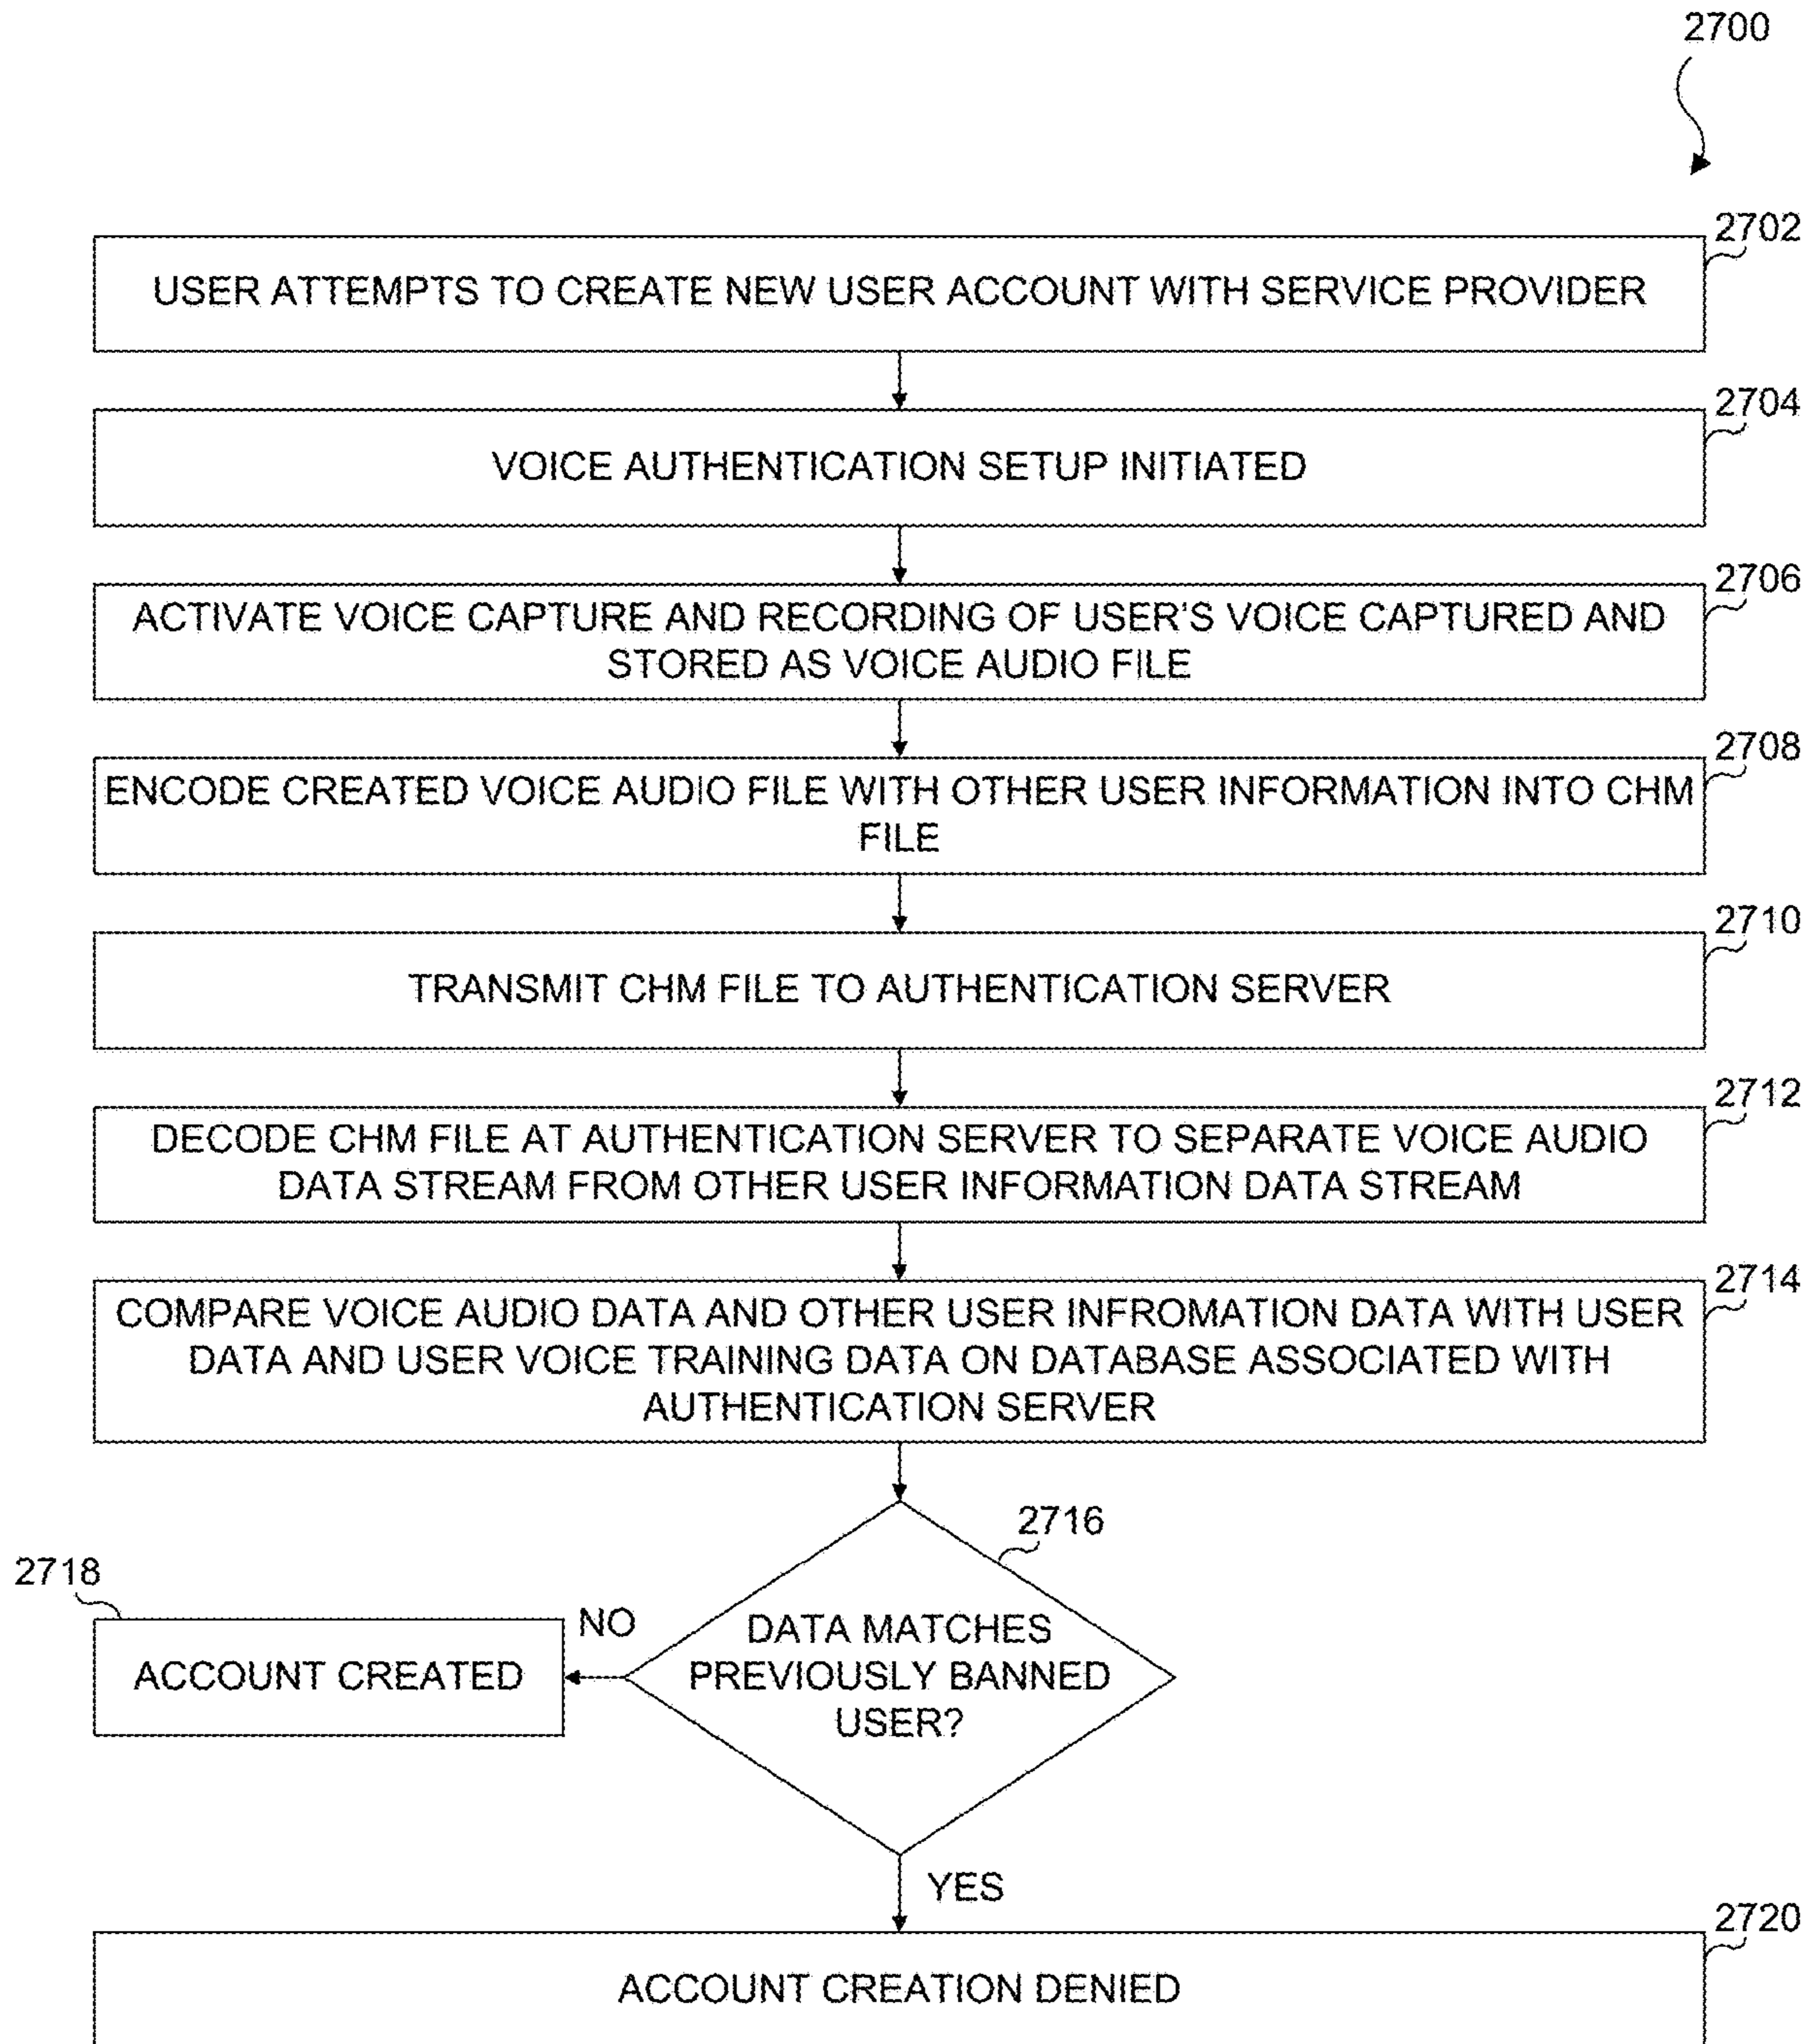 2700
2702
USER ATTEMPTS TO CREATE NEW USER ACCOUNT WITH SERVICE PROVIDER
2704
VOICE AUTHENTICATION SETUP INITIATED
2706
ACTIVATE VOICE CAPTURE AND RECORDING OF USER'S VOICE CAPTURED AND
STORED AS VOICE AUDIO FILE
2708
ENCODE CREATED VOICE AUDIO FILE WITH OTHER USER INFORMATION INTO CHM
FILE
2710
TRANSMIT CHM FILE TO AUTHENTICATION SERVER
2712
DECODE CHM FILE AT AUTHENTICATION SERVER TO SEPARATE VOICE AUDIO
DATA STREAM FROM OTHER USER INFORMATION DATA STREAM
2714
COMPARE VOICE AUDIO DATA AND OTHER USER INFROMATION DATA WITH USER
DATA AND USER VOICE TRAINING DATA ON DATABASE ASSOCIATED WITH
AUTHENTICATION SERVER
2716
DATA MATCHES
PREVIOUSLY BANNED
USER?
NO
2718
ACCOUNT CREATED
YES
2720
ACCOUNT CREATION DENIED